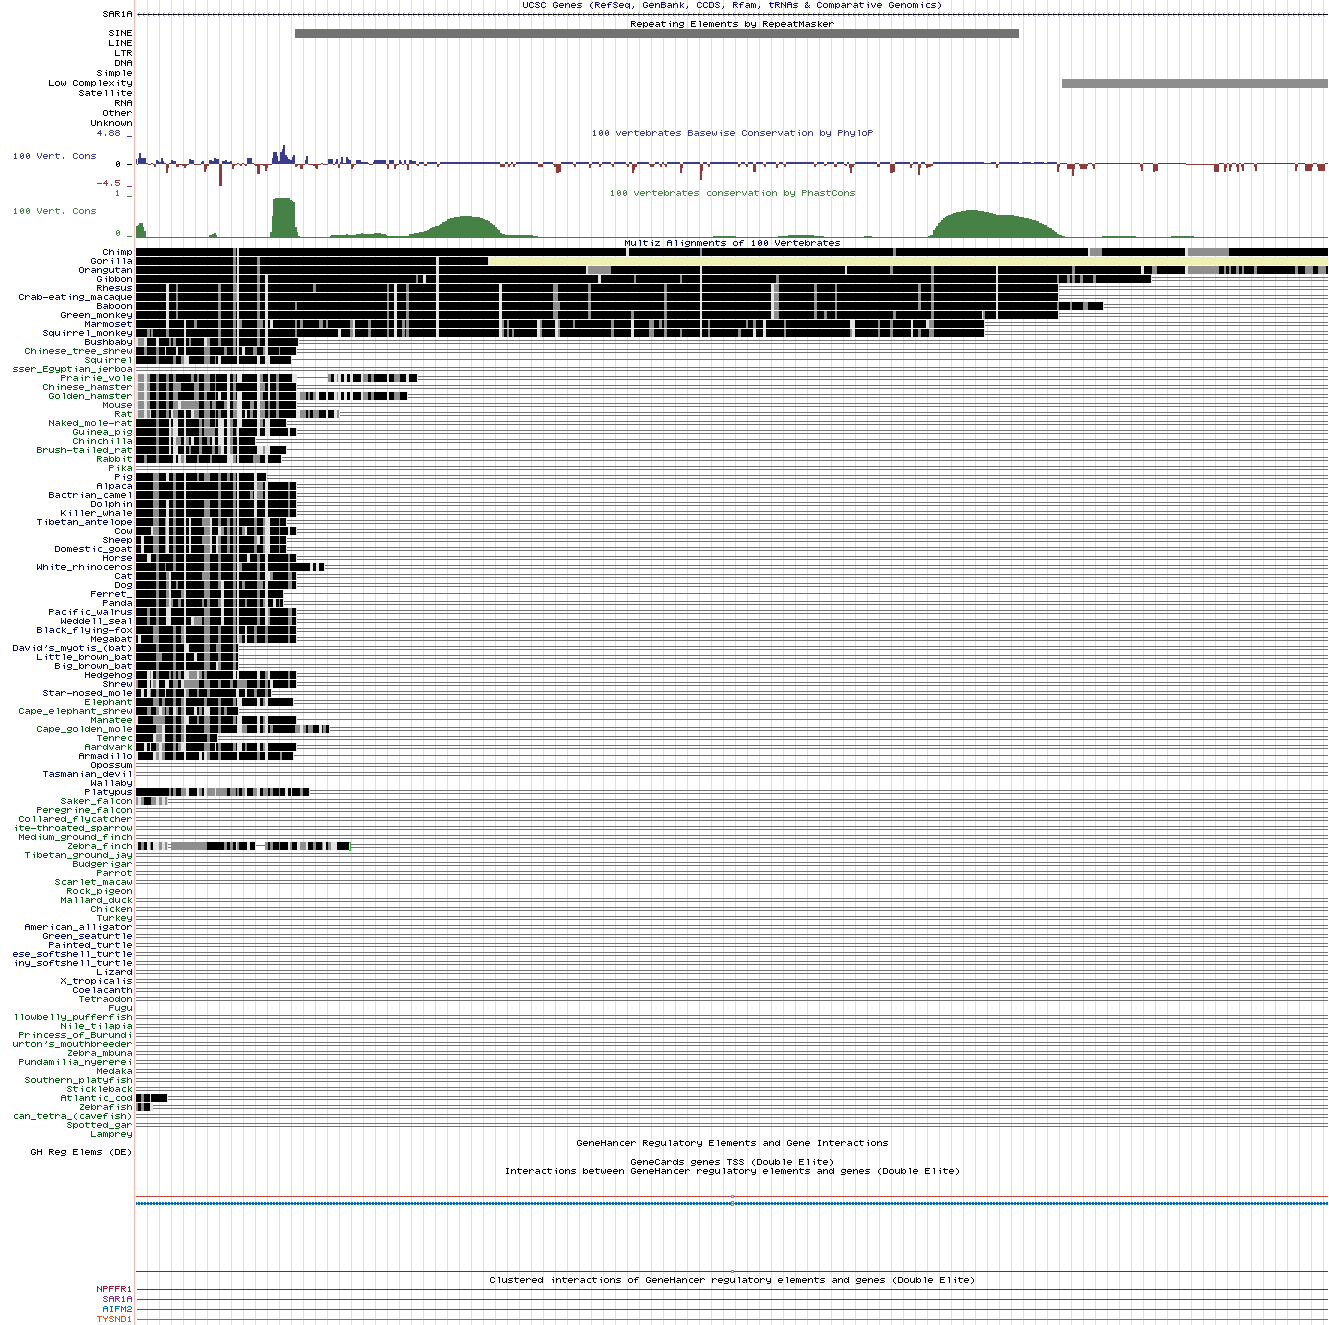 UCSC Genes (RefSeq, GenBank, CCDS, Rfam, tRNAs & Comparative Genomics)
SAR1A
Repeating Elements by RepeatMasker
SINE
LINE
LTR
DNA
Simple
Low Complexity
Satellite
RNA
Other
Unknown
4.88 _
100 vertebrates Basewise Conservation by PhyloP
100 Vert. Cons
0 _
-4.5 _
1 _
100 vertebrates conservation by PhastCons
100 Vert. Cons
0 _
Multiz Alignments of 100 Vertebrates
Chimp
Gorilla
Orangutan
Gibbon
Rhesus
Crab-eating_macaque
Baboon
Green_monkey
Marmoset
Squirrel_monkey
Bushbaby
Chinese_tree_shrew
Squirrel
sser_Egyptian_jerboa
Prairie_vole
Chinese_hamster
Golden_hamster
Mouse
Rat
Naked_mole-rat
Guinea_pig
Chinchilla
Brush-tailed_rat
Rabbit
Pika
Pig
Alpaca
Bactrian_camel
Dolphin
Killer_whale
Tibetan_antelope
Cow
Sheep
Domestic_goat
Horse
White_rhinoceros
Cat
Dog
Ferret_
Panda
Pacific_walrus
Weddell_seal
Black_flying-fox
Megabat
David's_myotis_(bat)
Little_brown_bat
Big_brown_bat
Hedgehog
Shrew
Star-nosed_mole
Elephant
Cape_elephant_shrew
Manatee
Cape_golden_mole
Tenrec
Aardvark
Armadillo
Opossum
Tasmanian_devil
Wallaby
Platypus
Saker_falcon
Peregrine_falcon
Collared_flycatcher
ite-throated_sparrow
Medium_ground_finch
Zebra_finch
Tibetan_ground_jay
Budgerigar
Parrot
Scarlet_macaw
Rock_pigeon
Mallard_duck
Chicken
Turkey
American_alligator
Green_seaturtle
Painted_turtle
ese_softshell_turtle
iny_softshell_turtle
Lizard
X_tropicalis
Coelacanth
Tetraodon
Fugu
llowbelly_pufferfish
Nile_tilapia
Princess_of_Burundi
urton's_mouthbreeder
Zebra_mbuna
Pundamilia_nyererei
Medaka
Southern_platyfish
Stickleback
Atlantic_cod
Zebrafish
can_tetra_(cavefish)
Spotted_gar
Lamprey
GeneHancer Regulatory Elements and Gene Interactions
GH Reg Elems (DE)
GeneCards genes TSS (Double Elite)
Interactions between GeneHancer regulatory elements and genes (Double Elite)
Clustered interactions of GeneHancer regulatory elements and genes (Double Elite)
NPFFR1
SAR1A
AIFM2
TYSND1